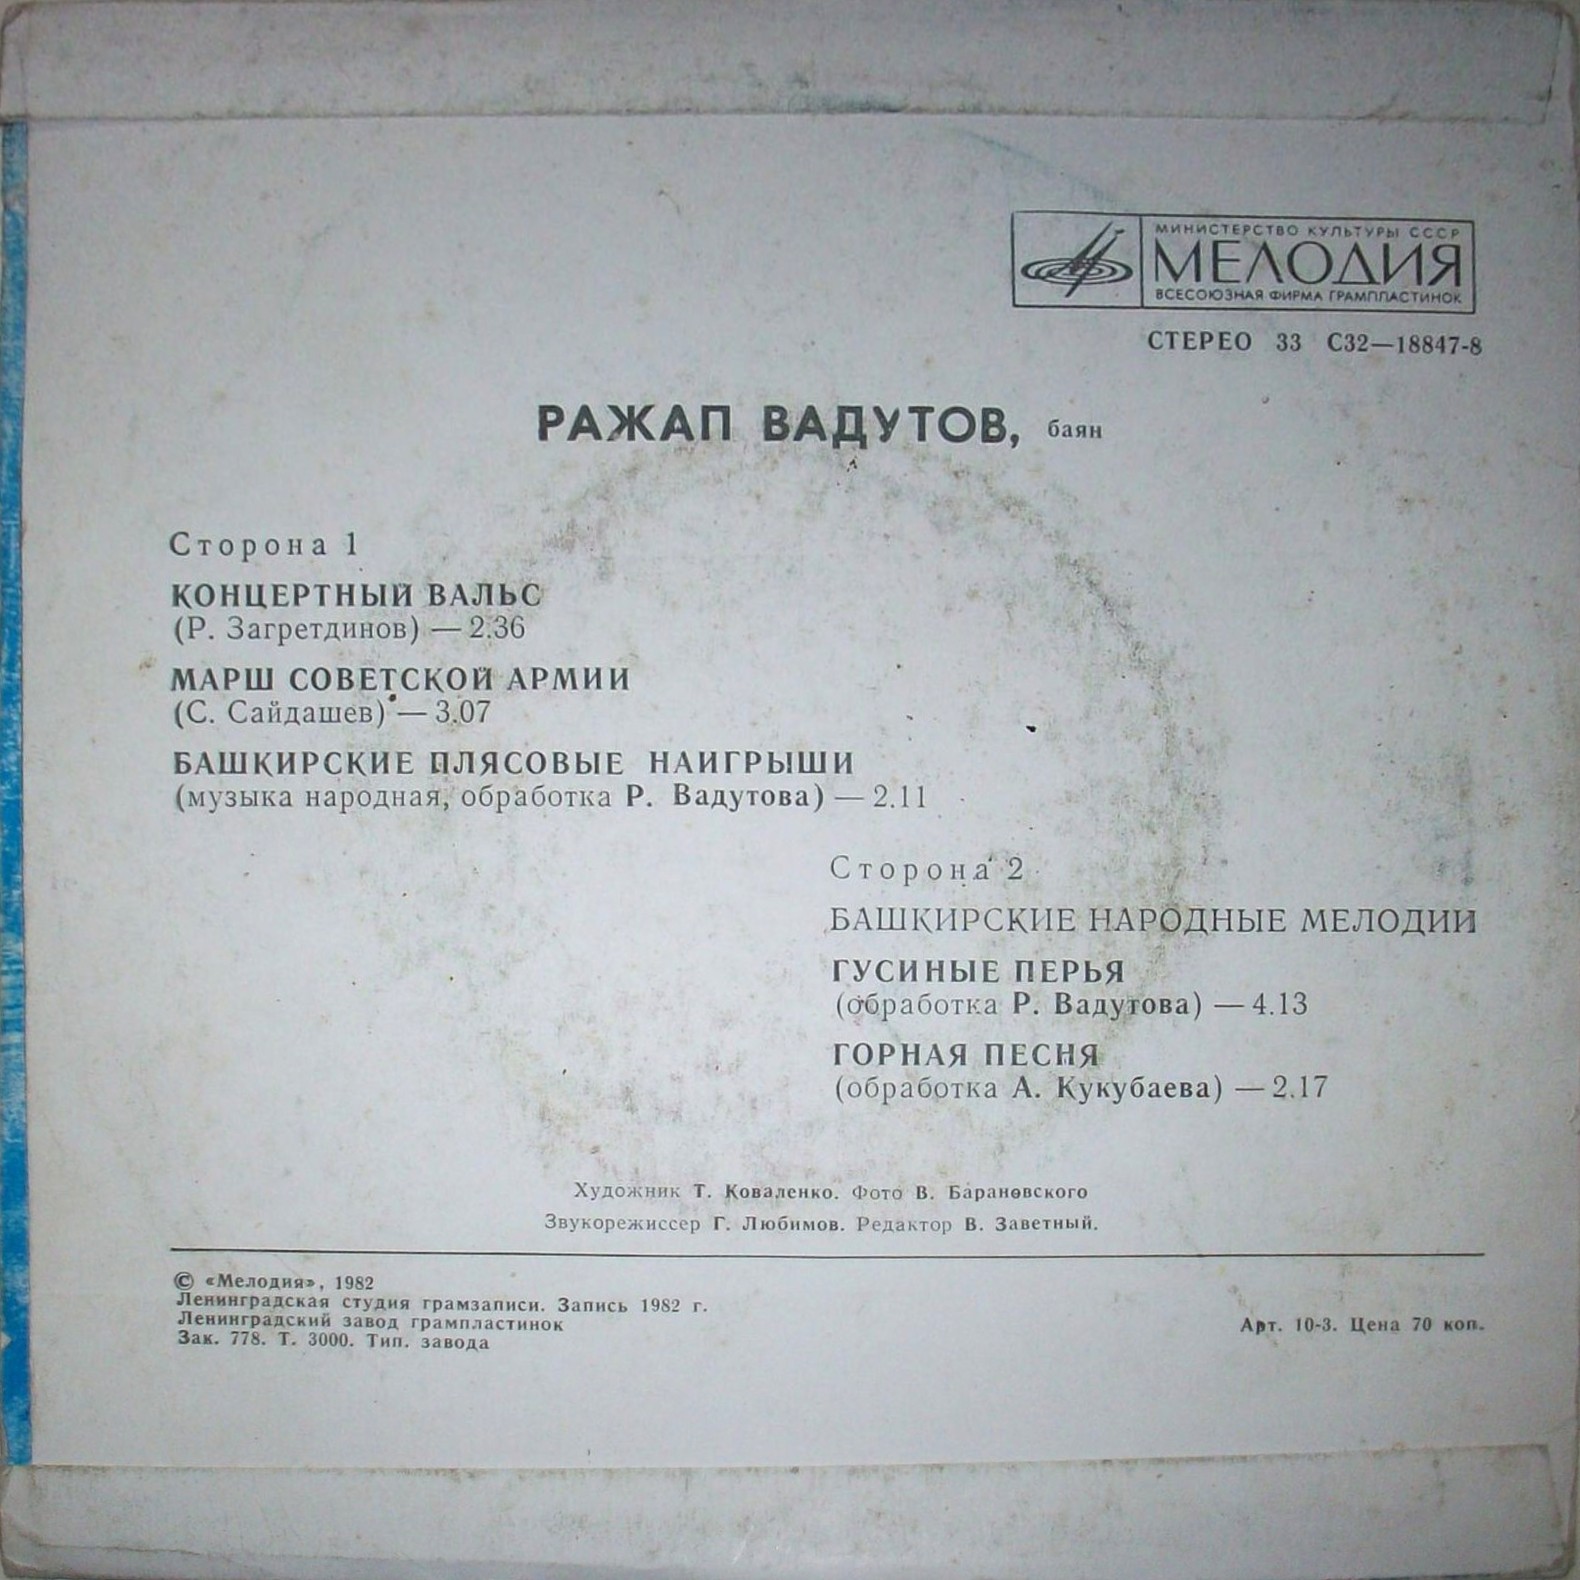 МИНИСТЕРСТВО КУЛЬТУРЫ СССР
МЕЛОДИЯ
ВСЕСОЮЗНАЯ ФИРМА ГРАМПЛАСТИНОК
СТЕРЕО 33 С32—18847-8
РАЖАП ВАДУТОВ, баян
Сторона 1
КОНЦЕРТНЫЙ ВАЛЬС
(Р. Загретдинов) — 2.36
МАРШ СОВЕТСКОЙ АРМИИ
(С. Сайдашев) — 3.07
БАШКИРСКИЕ ПЛЯСОВЫЕ НАИГРЫШИ
(музыка народная, обработка Р. Вадутова) — 2.11
Сторона 2
БАШКИРСКИЕ НАРОДНЫЕ МЕЛОДИИ
ГУСИНЫЕ ПЕРЬЯ
(обработка Р. Вадутова) — 4.13
ГОРНАЯ ПЕСНЯ
(обработка А. Кукубаева) — 2.17
Художник Т. Коваленко. Фото В. Барановского
Звукорежиссер Г. Любимов. Редактор В. Заветный.
© «Мелодия», 1982
Ленинградская студия грамзаписи. Запись 1982 г.
Ленинградский завод грампластинок
Зак. 778. Т. 3000. Тип. завода
Арт. 10-3. Цена 70 коп.